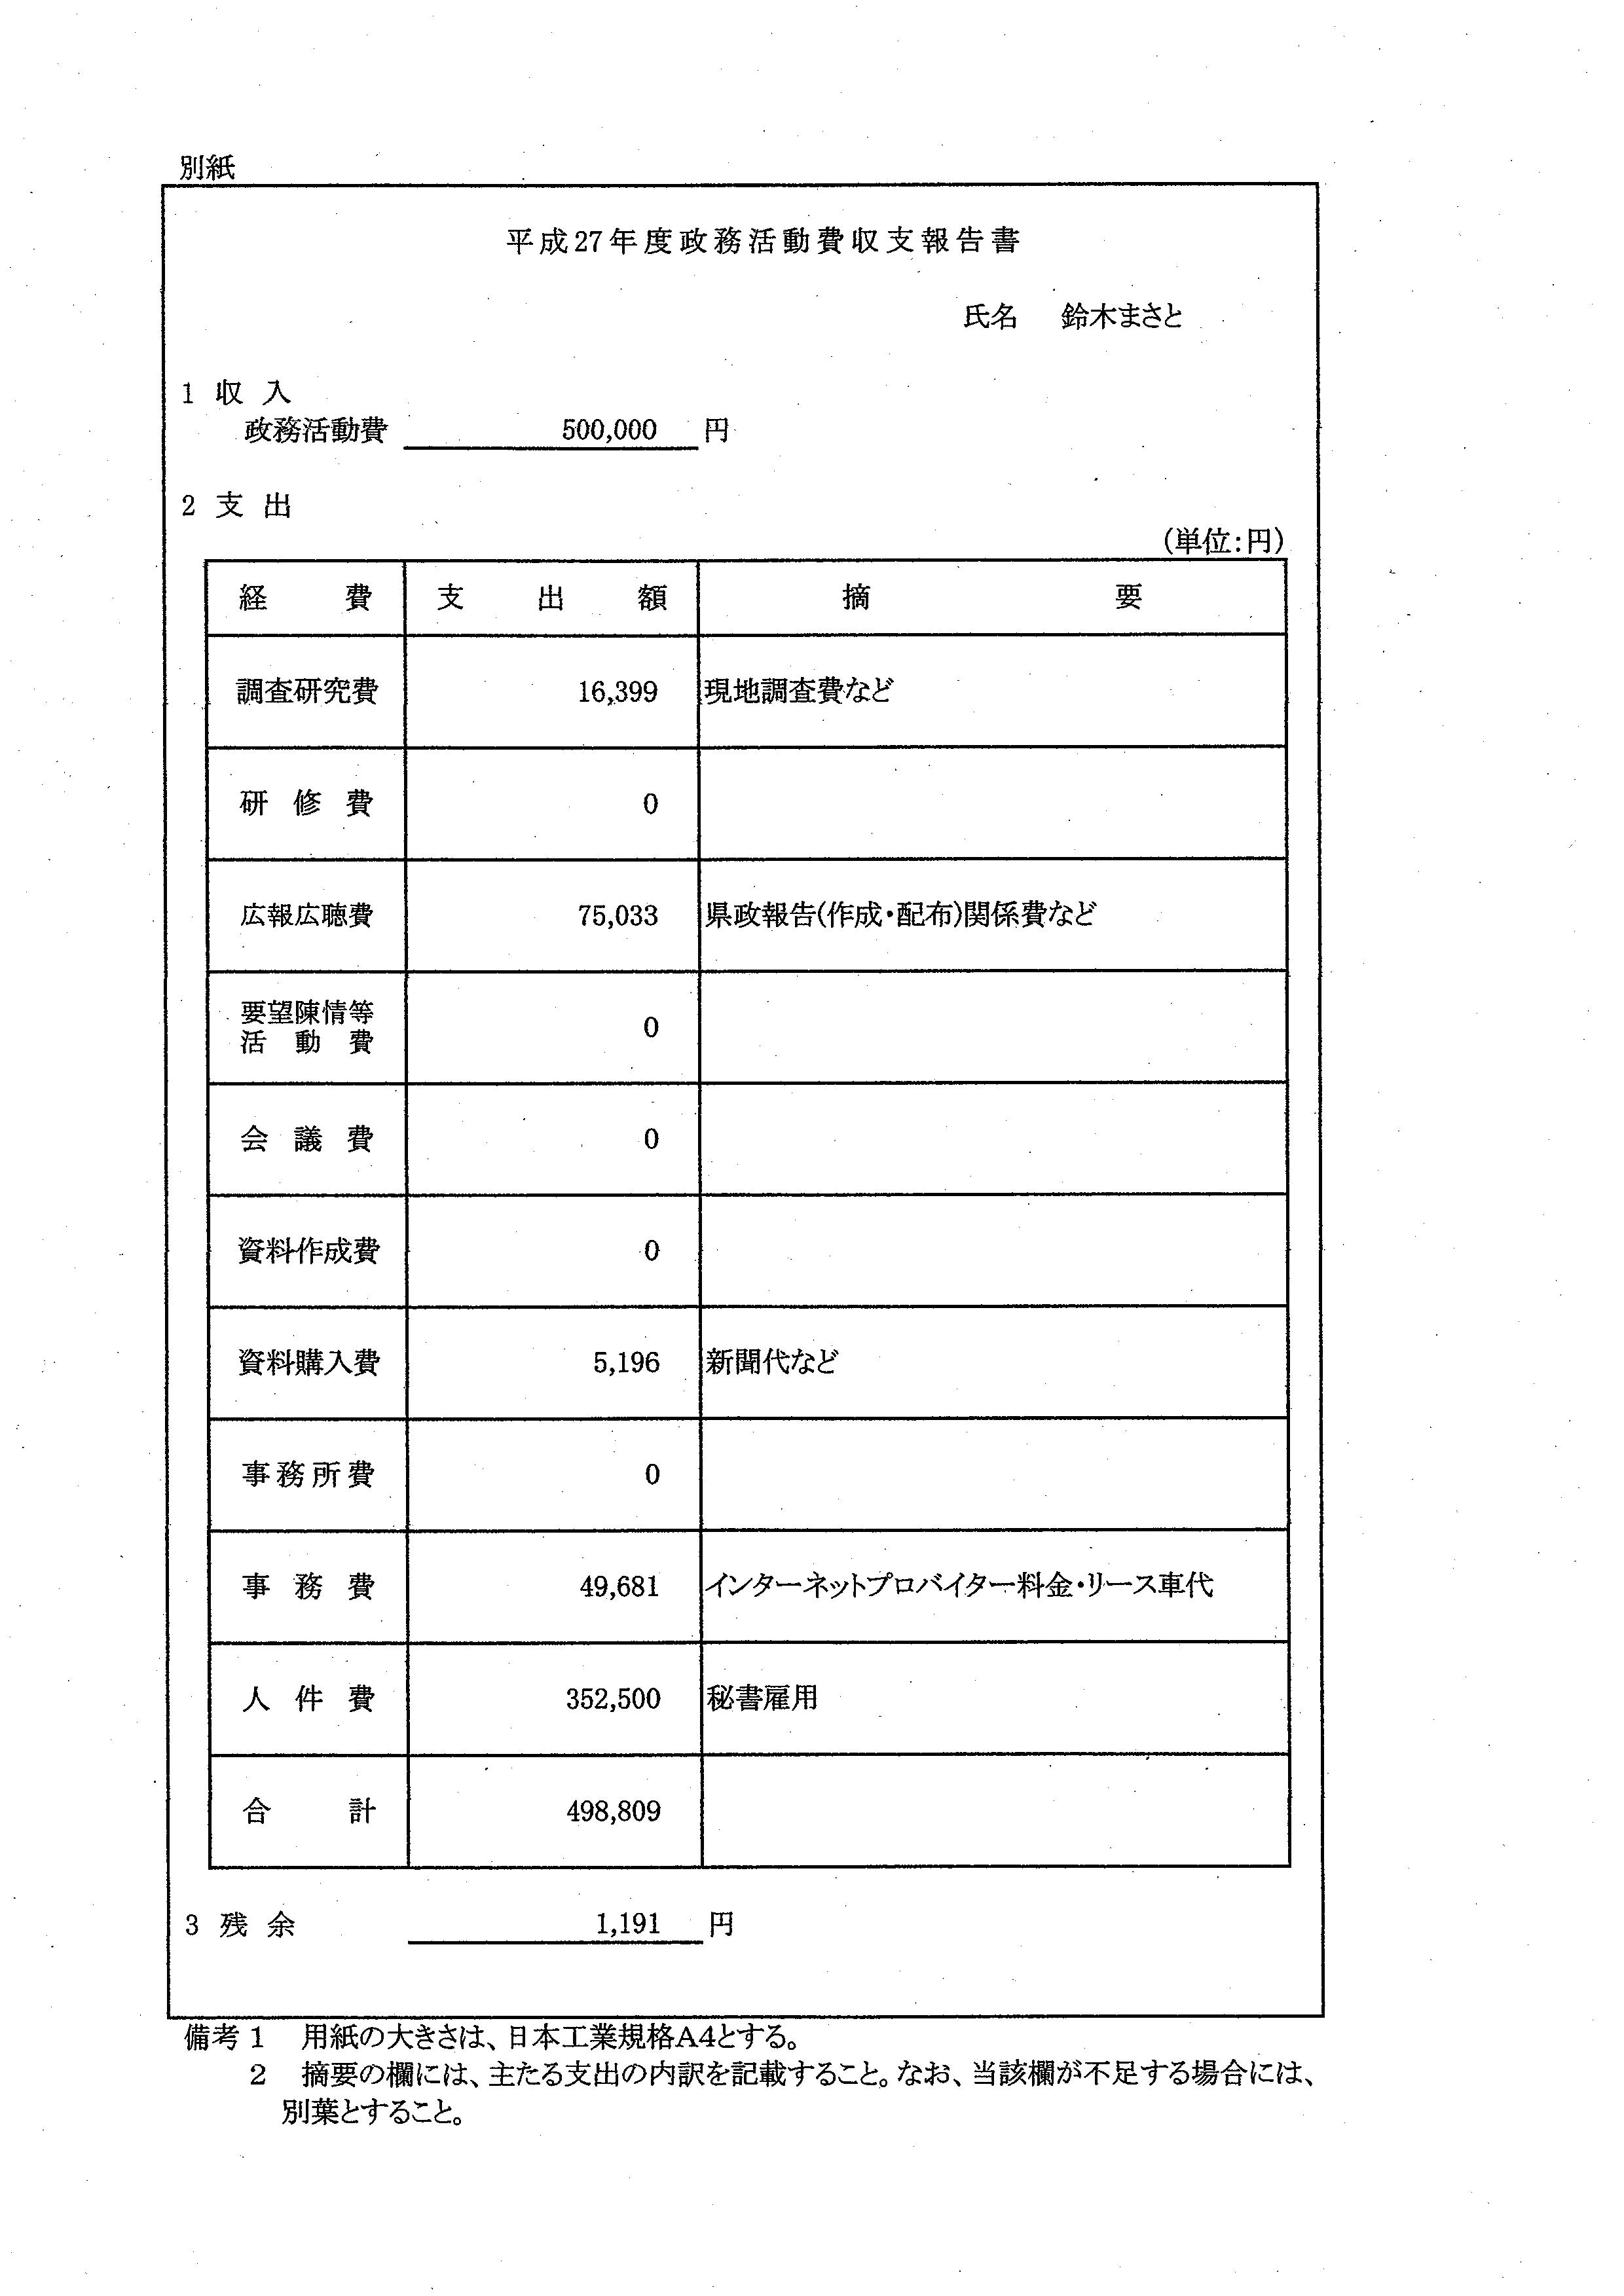 別紙
平成27年度政務活動費収支報告書
氏名　鈴木まさと
1 収 入
政務活動費 500,000 円
2 支 出
(単位:円)
経 費 支 出 額 摘 要
調査研究費 16,399 現地調査費など
研 修 費 0
広報広聴費 75,033 県政報告(作成・配布)関係費など
要望陳情等
活 動 費 0
会 議 費 0
資料作成費 0
資料購入費 5,196 新聞代など
事務所費 0
事 務 費 49,681 インターネットプロバイター料金・リース車代
人 件 費 352,500 秘書雇用
合 計 498,809
3 残 余 1,191 円
備考 1　用紙の大きさは、日本工業規格A4とする。
2　摘要の欄には、主たる支出の内訳を記載すること。なお、当該欄が不足する場合には、
別葉とすること。